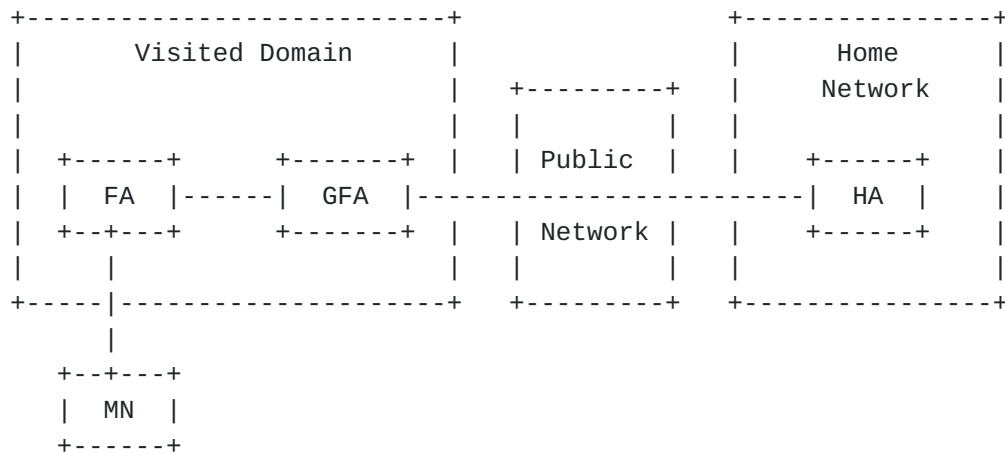 Visited Domain Home
Network
Public
FA GFA HA
Network
MN